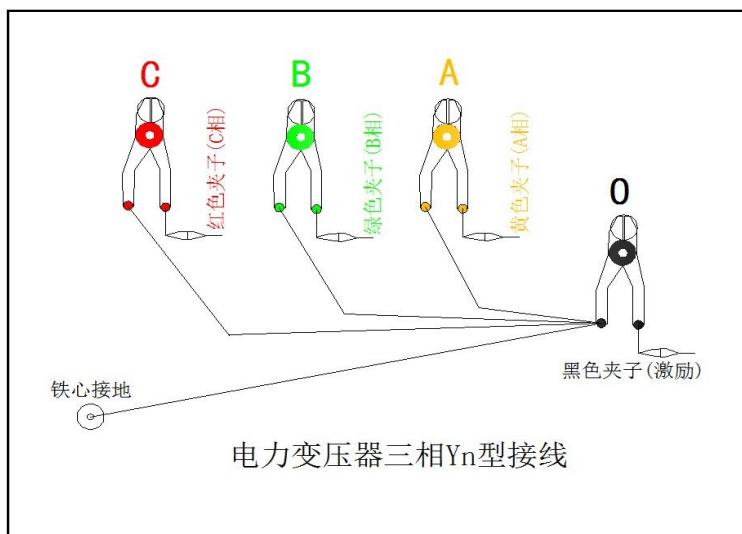 C
B
A
红色夹子(C相)
绿色夹子(B相)
黄色夹子(A相)
O
黑色夹子(激励)
铁心接地
电力变压器三相Yn型接线